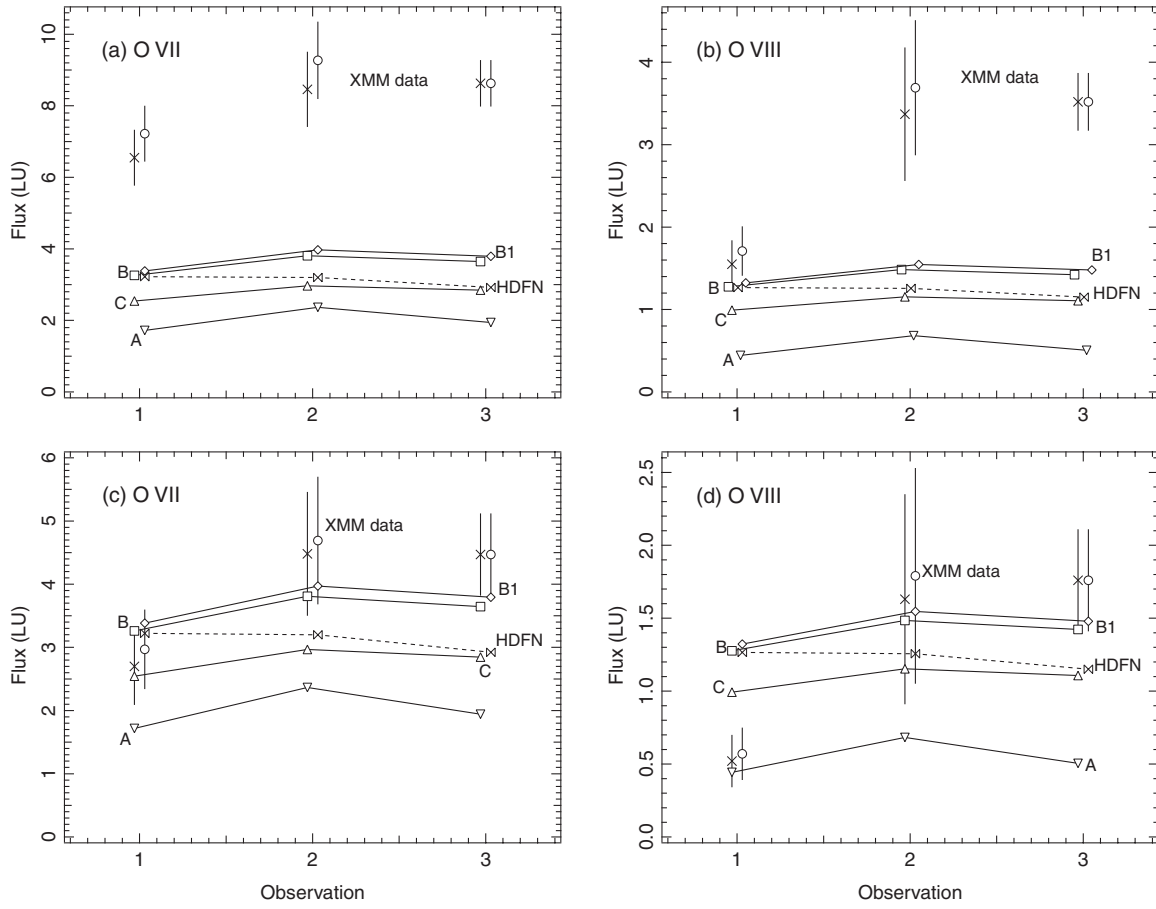 (a) O VII
XMM data
B1
B
HDFN
C
A
Flux (LU)
0 2 4 6 8 10
1 2 3
(b) O VIII
XMM data
B1
B
HDFN
C
A
Flux (LU)
0 1 2 3 4
1 2 3
(c) O VII
XMM data
B1
B
HDFN
C
A
Flux (LU)
0 1 2 3 4 5 6
1 2 3
Observation
(d) O VIII
XMM data
B
B1
HDFN
C
A
Flux (LU)
0.0 0.5 1.0 1.5 2.0 2.5
1 2 3
Observation